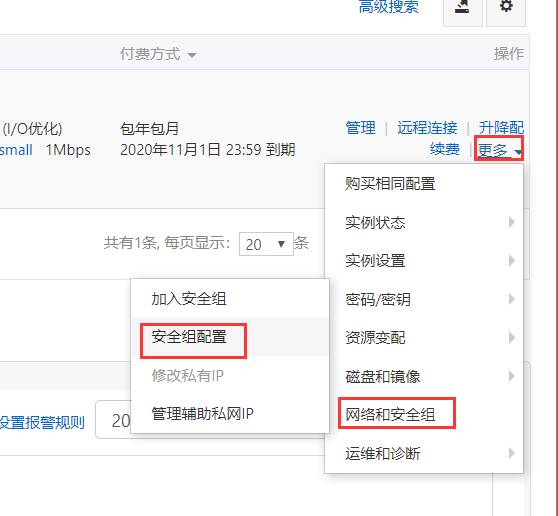 高级搜索
付费方式 操作
(I/O优化) 包年包月 管理 | 远程连接 | 升降配
small 1Mbps 2020年11月1日 23:59 到期 续费 | 更多
购买相同配置
实例状态
共有1条, 每页显示: 20 条
实例设置
加入安全组
密码/密钥
安全组配置
资源变配
修改私有IP
磁盘和镜像
管理辅助私网IP
网络和安全组
设置报警规则 20
运维和诊断